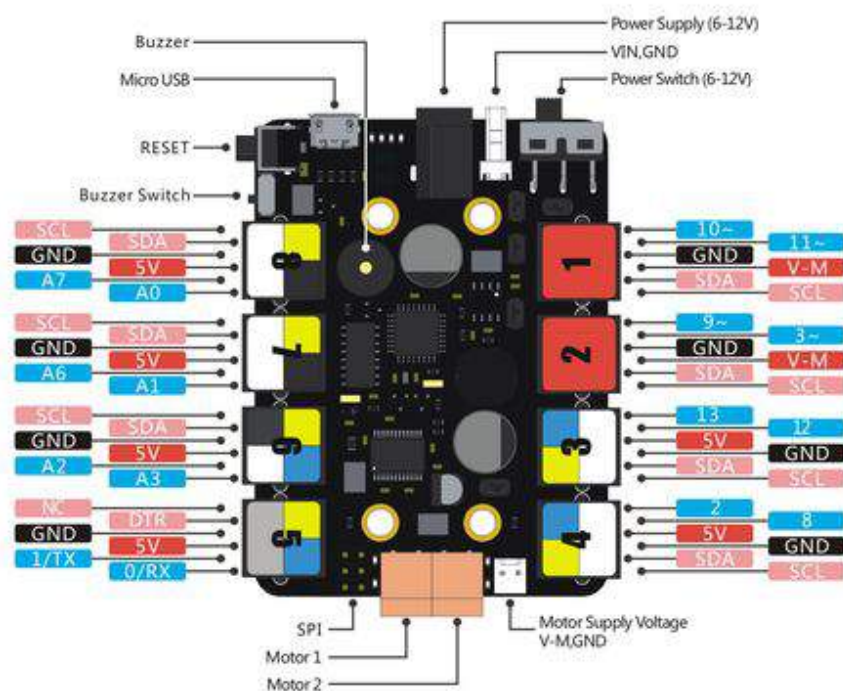 Power Supply (6-12V)
Buzzer
VIN,GND
Micro USB
Power Switch (6-12V)
RESET
Buzzer Switch
SCL
SDA
GND
5V
A7
A0
8
1
10~
11~
GND
V-M
SDA
SCL
SCL
SDA
GND
5V
A6
A1
7
2
9~
3~
GND
V-M
SDA
SCL
SCL
SDA
GND
5V
A2
A3
6
3
13
12
5V
GND
SDA
SCL
NC
DTR
GND
5V
1/TX
0/RX
5
4
2
8
5V
GND
SDA
SCL
SPI
Motor 1
Motor 2
Motor Supply Voltage
V-M,GND